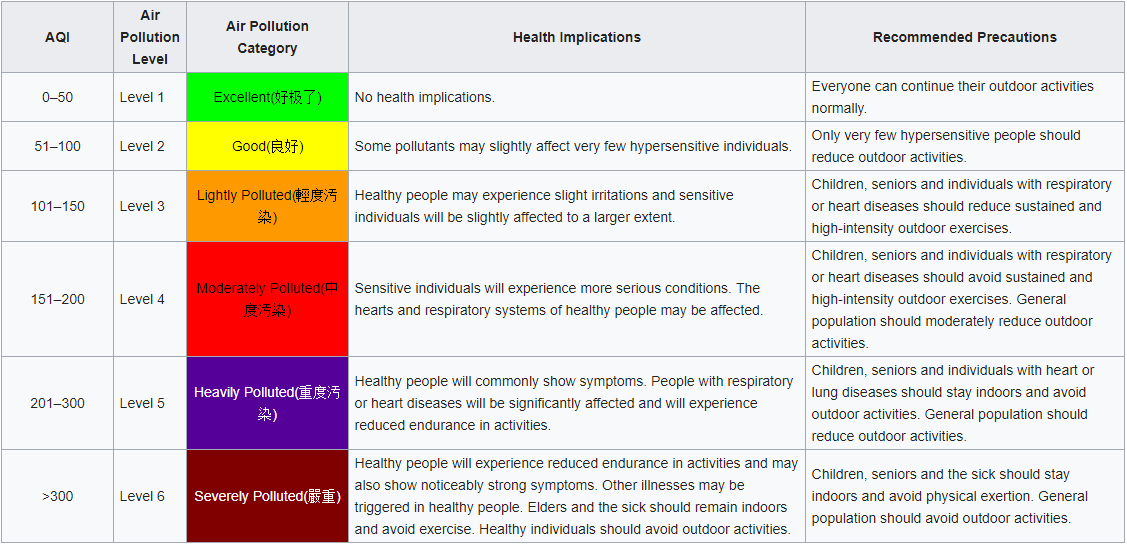 AQI
Air
Pollution
Level
Air Pollution
Category
Health Implications
Recommended Precautions
0–50
Level 1
Excellent(好极了)
No health implications.
Everyone can continue their outdoor activities
normally.
51–100
Level 2
Good(良好)
Some pollutants may slightly affect very few hypersensitive individuals.
Only very few hypersensitive people should
reduce outdoor activities.
101–150
Level 3
Lightly Polluted(輕度汚
染)
Healthy people may experience slight irritations and sensitive
individuals will be slightly affected to a larger extent.
Children, seniors and individuals with respiratory
or heart diseases should reduce sustained and
high-intensity outdoor exercises.
151–200
Level 4
Moderately Polluted(中
度汚染)
Sensitive individuals will experience more serious conditions. The
hearts and respiratory systems of healthy people may be affected.
Children, seniors and individuals with respiratory
or heart diseases should avoid sustained and
high-intensity outdoor exercises. General
population should moderately reduce outdoor
activities.
201–300
Level 5
Heavily Polluted(重度汚
染)
Healthy people will commonly show symptoms. People with respiratory
or heart diseases will be significantly affected and will experience
reduced endurance in activities.
Children, seniors and individuals with heart or
lung diseases should stay indoors and avoid
outdoor activities. General population should
reduce outdoor activities.
>300
Level 6
Severely Polluted(嚴重)
Healthy people will experience reduced endurance in activities and may
also show noticeably strong symptoms. Other illnesses may be
triggered in healthy people. Elders and the sick should remain indoors
and avoid exercise. Healthy individuals should avoid outdoor activities.
Children, seniors and the sick should stay
indoors and avoid physical exertion. General
population should avoid outdoor activities.